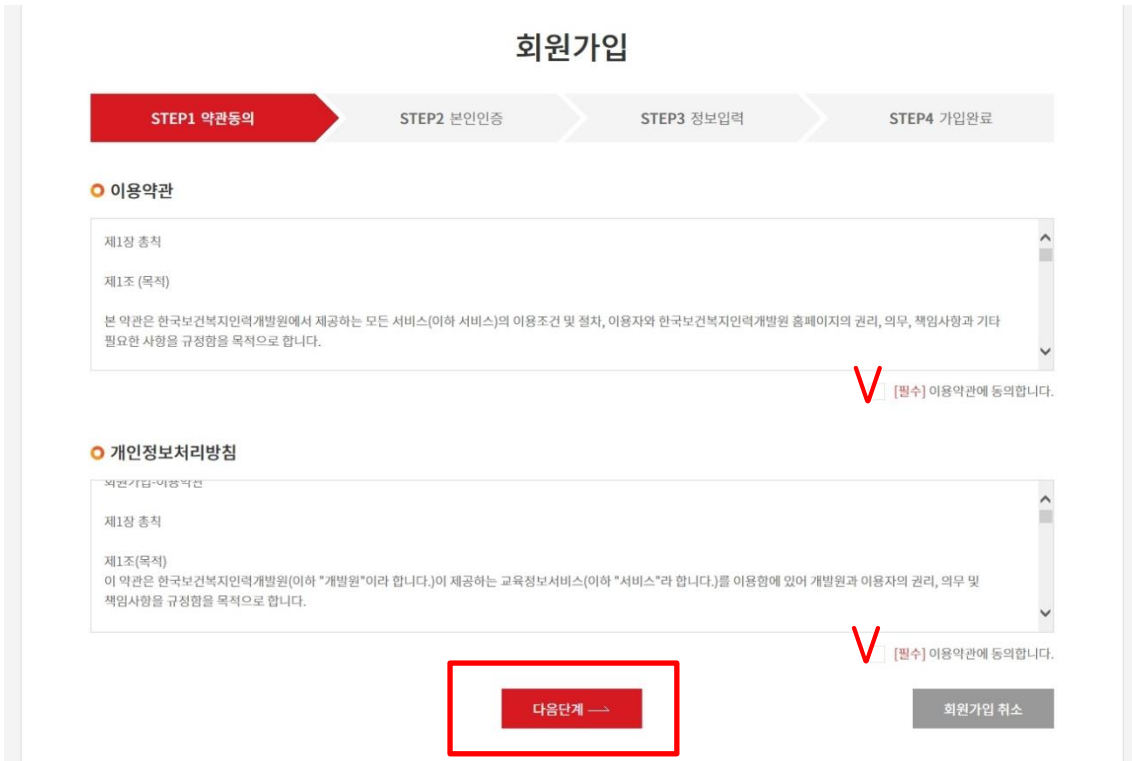 회원가입
STEP1 약관동의
STEP2 본인인증
STEP3 정보입력
STEP4 가입완료
이용약관
제1장 총칙
제1조 (목적)
본 약관은 한국보건복지인력개발원에서 제공하는 모든 서비스(이하 서비스)의 이용조건 및 절차, 이용자와 한국보건복지인력개발원 홈페이지의 권리, 의무, 책임사항과 기타
필요한 사항을 규정함을 목적으로 합니다.
V [필수] 이용약관에 동의합니다.
개인정보처리방침
회원가입-이용약관
제1장 총칙
제1조(목적)
이 약관은 한국보건복지인력개발원(이하 "개발원"이라 합니다.)이 제공하는 교육정보서비스(이하 "서비스"라 합니다.)를 이용함에 있어 개발원과 이용자의 권리, 의무 및
책임사항을 규정함을 목적으로 합니다.
V [필수] 이용약관에 동의합니다.
다음단계
회원가입 취소